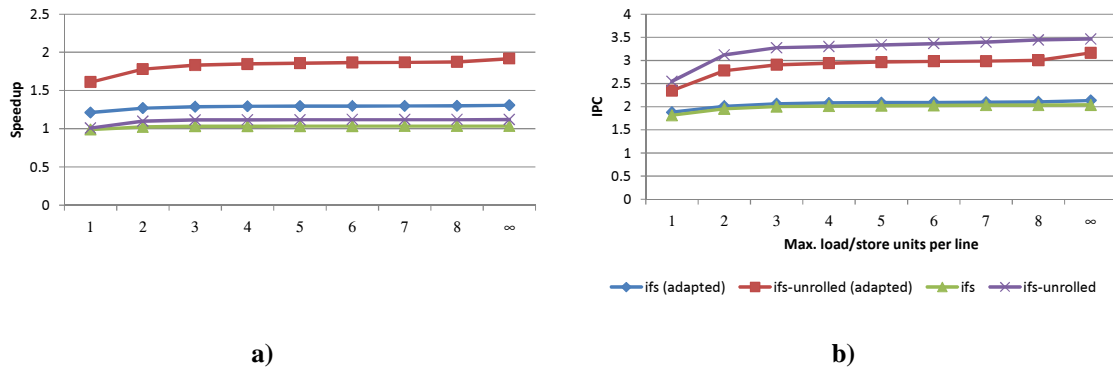 2.5
2
1.5
1
0.5
0
Speedup
1 2 3 4 5 6 7 8 ∞
a)
4
3.5
3
2.5
2
1.5
1
0.5
0
IPC
1 2 3 4 5 6 7 8 ∞
Max. load/store units per line
ifs (adapted) ifs-unrolled (adapted) ifs ifs-unrolled
b)